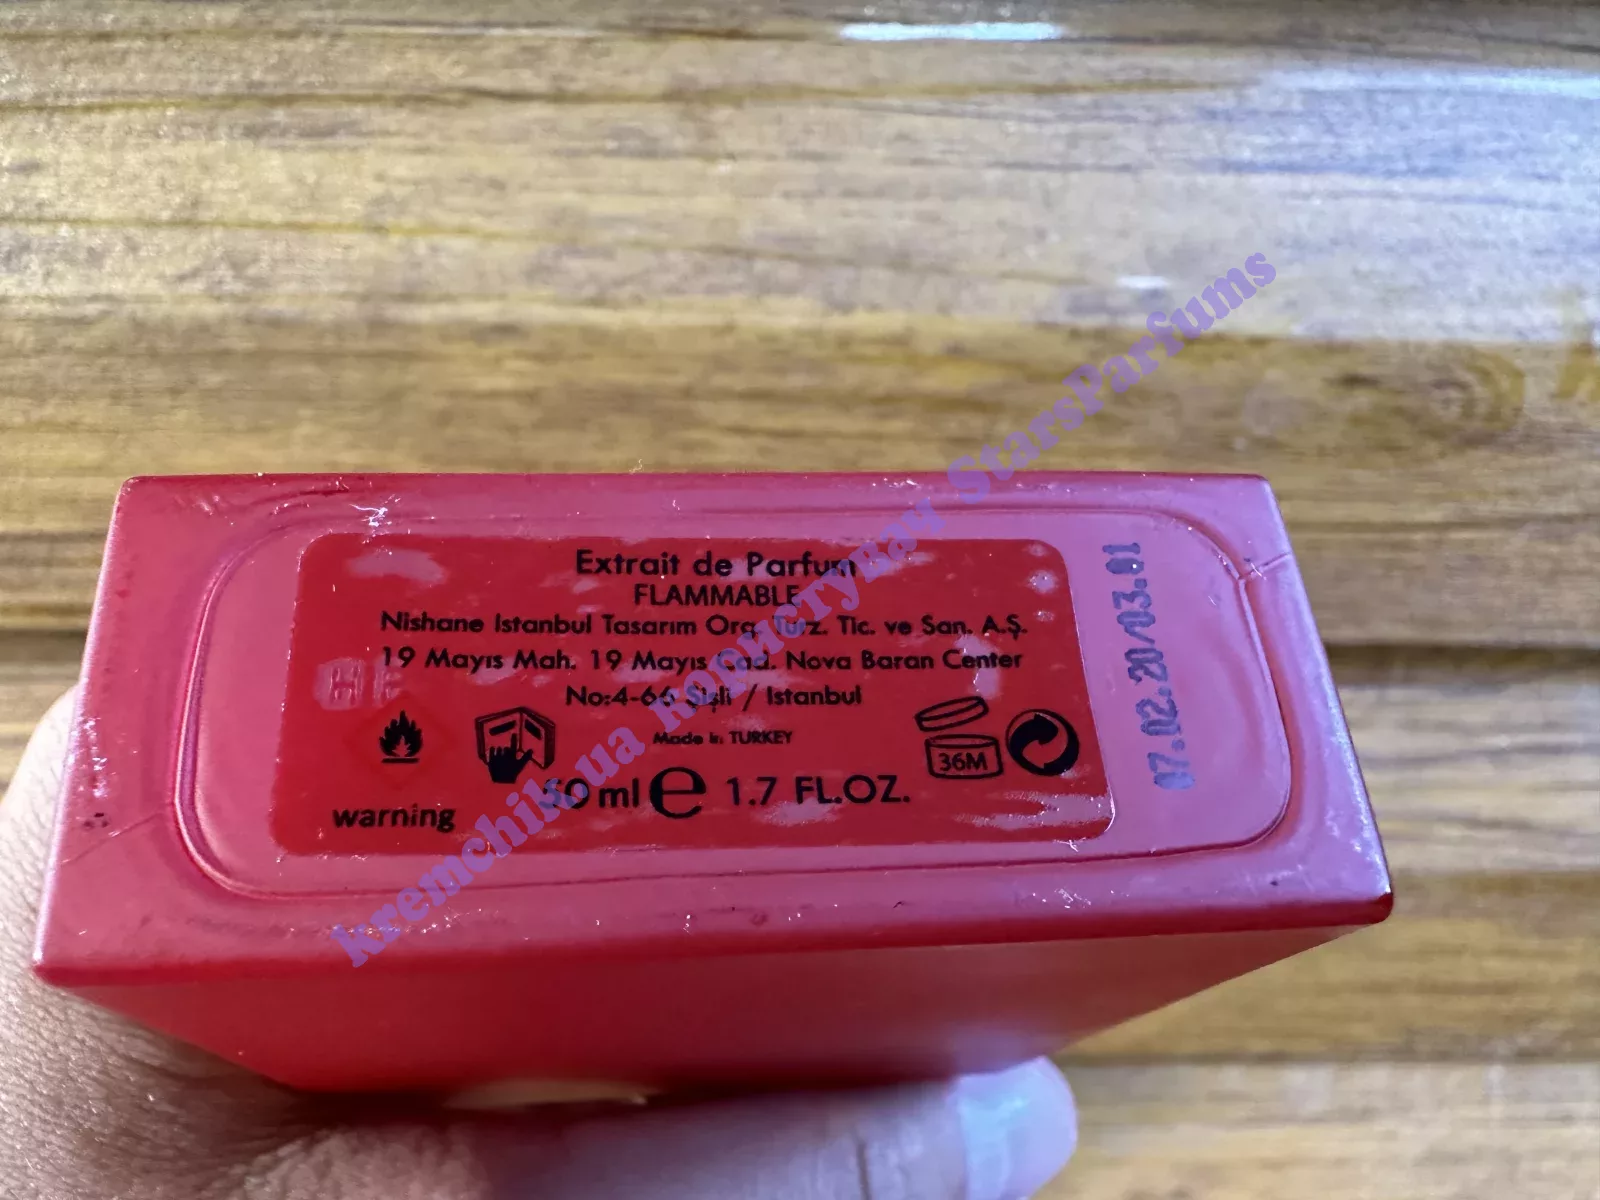 Extrait de Parfum
FLAMMABLE
Nishane Istanbul Tasarım Org. Turz. Tic. ve San. A.Ş.
19 Mayıs Mah. 19 Mayıs Cad. Nova Baran Center
No:4-66 Şişli / Istanbul
Made in TURKEY
36M
warning
50 ml e 1.7 FL.OZ.
07.02.20/03.01
kremchik.ua StarsParfums